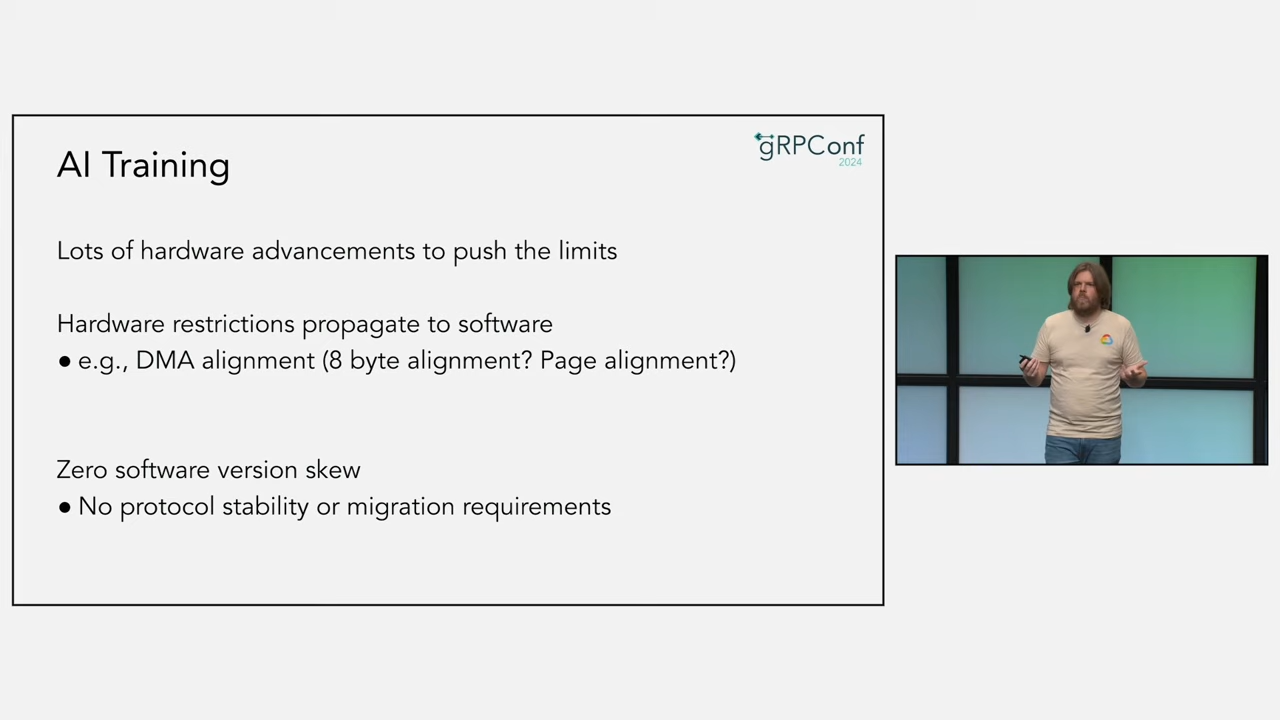 AI Training
gRPConf
2024
Lots of hardware advancements to push the limits
Hardware restrictions propagate to software
● e.g., DMA alignment (8 byte alignment? Page alignment?)
Zero software version skew
● No protocol stability or migration requirements